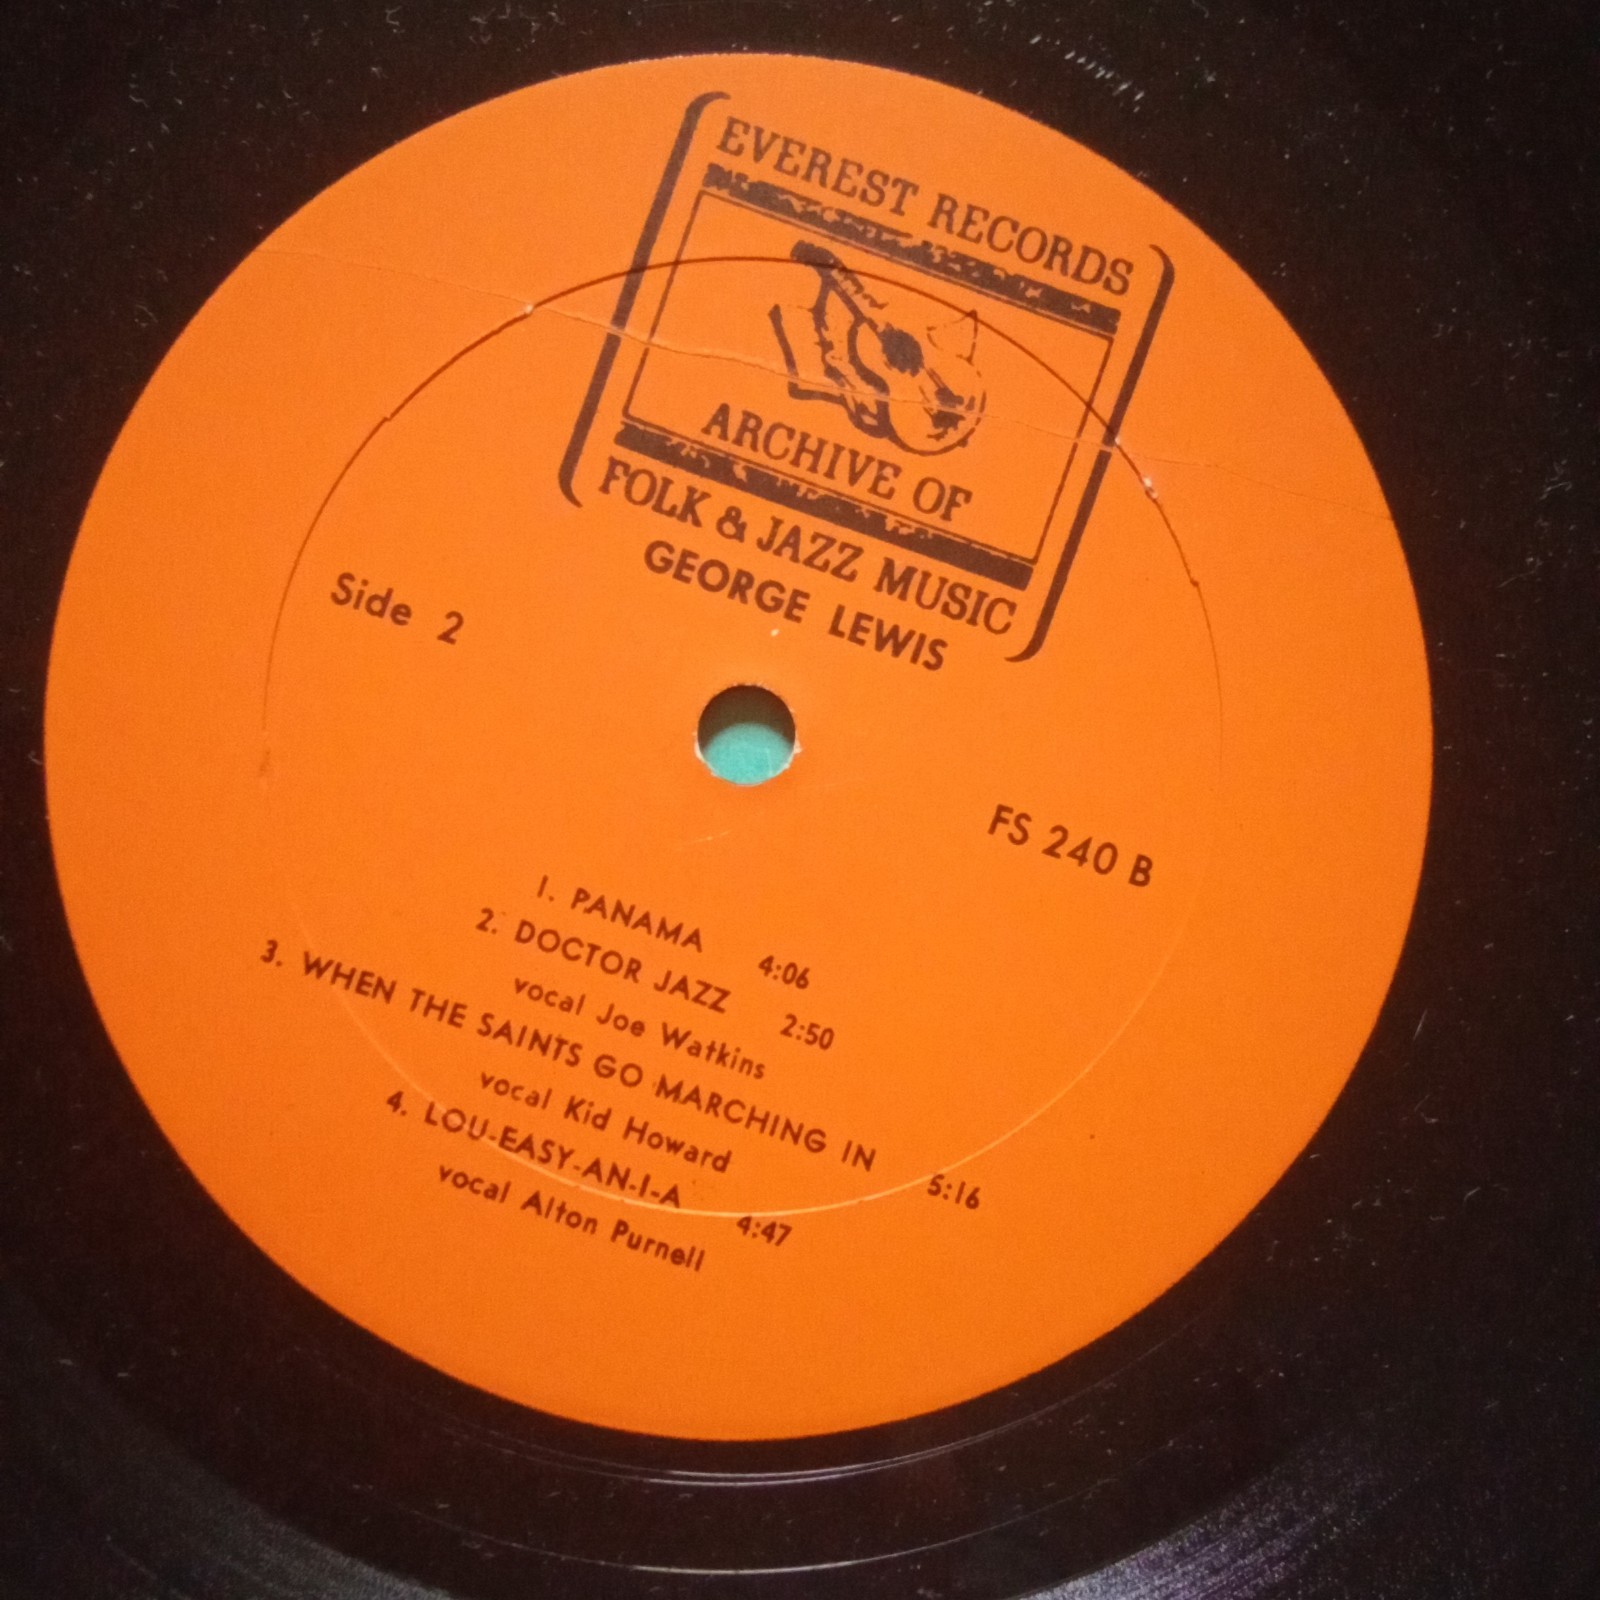 EVEREST RECORDS
ARCHIVE OF
FOLK & JAZZ MUSIC
GEORGE LEWIS
Side 2
FS 240 B
1. PANAMA 4:06
2. DOCTOR JAZZ 2:50
vocal Joe Watkins
3. WHEN THE SAINTS GO MARCHING IN 5:16
vocal Kid Howard
4. LOU-EASY-AN-I-A 4:47
vocal Alton Purnell